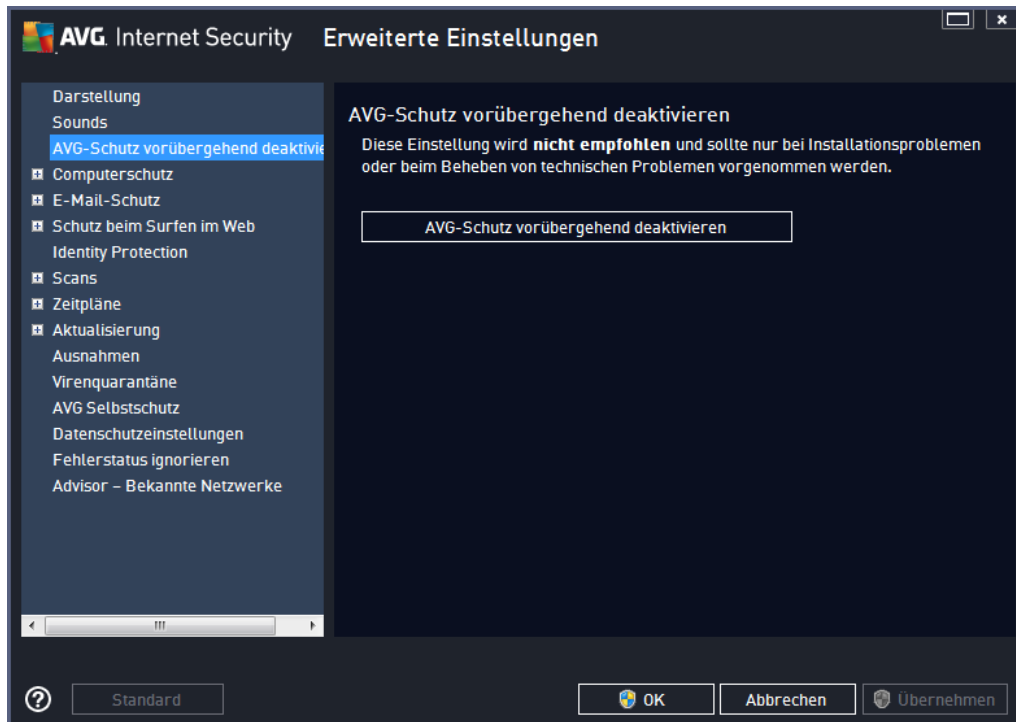 AVG. Internet Security
Erweiterte Einstellungen
Darstellung
Sounds
AVG-Schutz vorübergehend deaktivie
Computerschutz
E-Mail-Schutz
Schutz beim Surfen im Web
Identity Protection
Scans
Zeitpläne
Aktualisierung
Ausnahmen
Virenquarantäne
AVG Selbstschutz
Datenschutzeinstellungen
Fehlerstatus ignorieren
Advisor – Bekannte Netzwerke
AVG-Schutz vorübergehend deaktivieren
Diese Einstellung wird nicht empfohlen und sollte nur bei Installationsproblemen
oder beim Beheben von technischen Problemen vorgenommen werden.
AVG-Schutz vorübergehend deaktivieren
Standard
OK
Abbrechen
Übernehmen